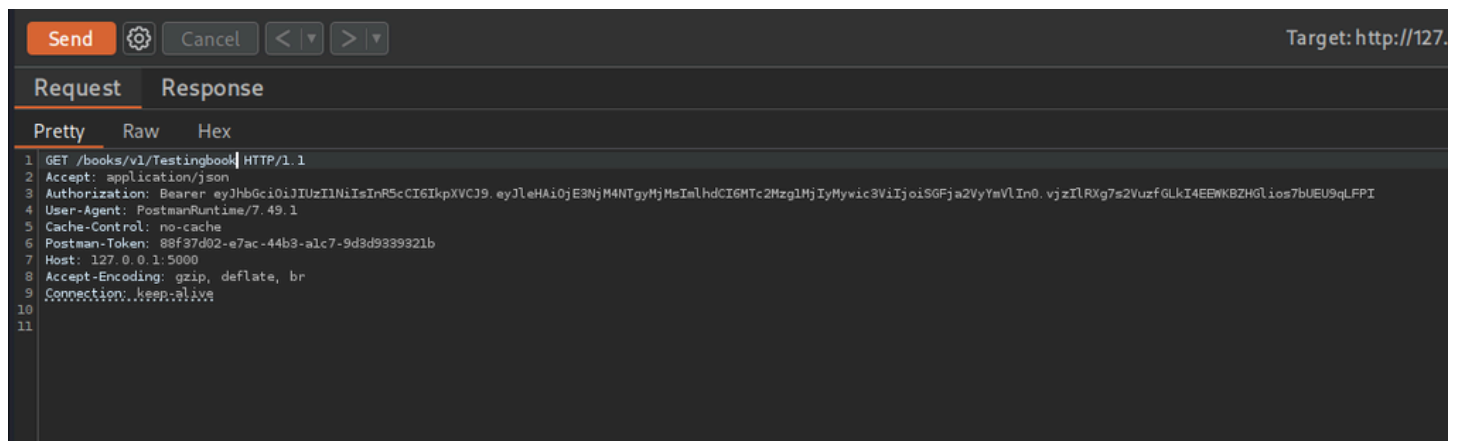 Send Cancel < > Target: http://127.
Request Response
Pretty Raw Hex
1 GET /books/v1/Testingbook HTTP/1.1
2 Accept: application/json
3 Authorization: Bearer eyJhbGciOiJIUzI1NiIsInR5cCI6IkpXVCJ9.eyJleHAiOjE3NjM4NTgyMjMsImlhdCI6MTc2Mzg1MjIyMywic3ViIjoiSGFja2VyYmVlIn0.vjzIlRXg7s2VuzfGLkI4EEWKBZHGlios7bUEU9qLFPI
4 User-Agent: PostmanRuntime/7.49.1
5 Cache-Control: no-cache
6 Postman-Token: 88f37d02-e7ac-44b3-a1c7-9d3d9339321b
7 Host: 127.0.0.1:5000
8 Accept-Encoding: gzip, deflate, br
9 Connection: keep-alive
10
11